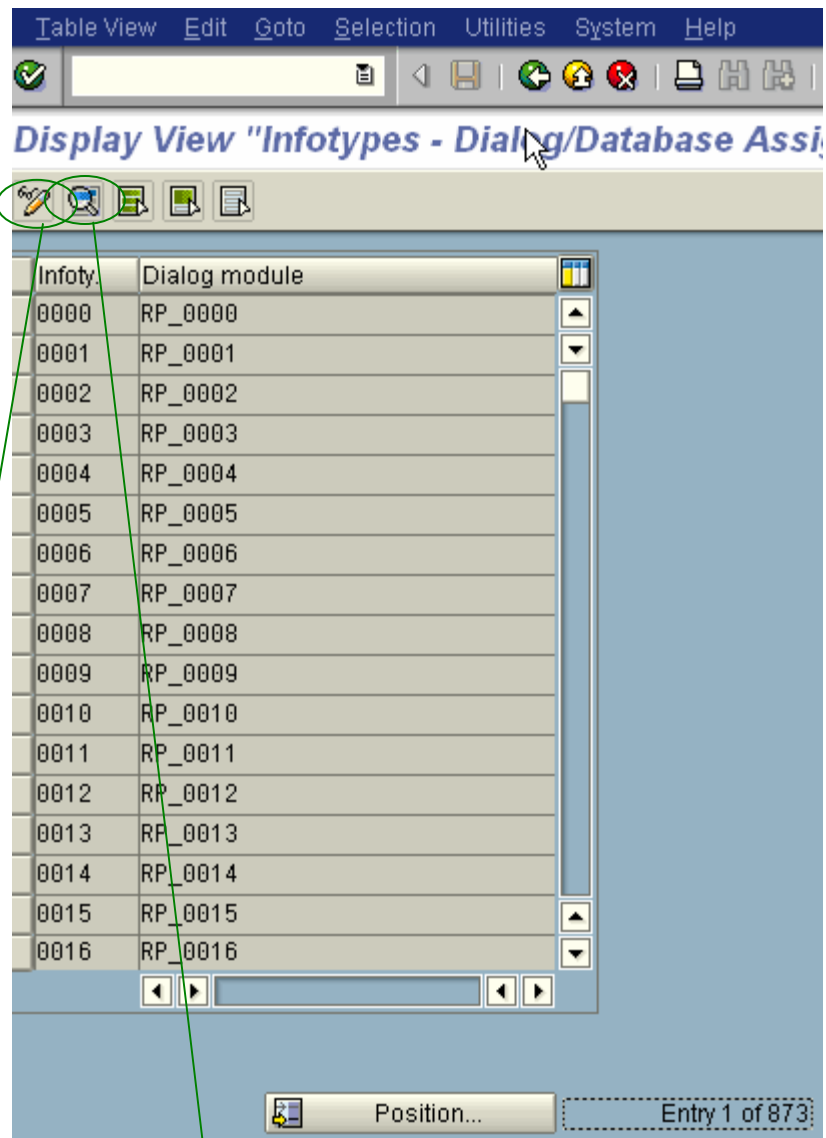 Table View Edit Goto Selection Utilities System Help
Display View "Infotypes - Dialog/Database Assi
Infoty. Dialog module
0000 RP_0000
0001 RP_0001
0002 RP_0002
0003 RP_0003
0004 RP_0004
0005 RP_0005
0006 RP_0006
0007 RP_0007
0008 RP_0008
0009 RP_0009
0010 RP_0010
0011 RP_0011
0012 RP_0012
0013 RP_0013
0014 RP_0014
0015 RP_0015
0016 RP_0016
Position... Entry 1 of 873